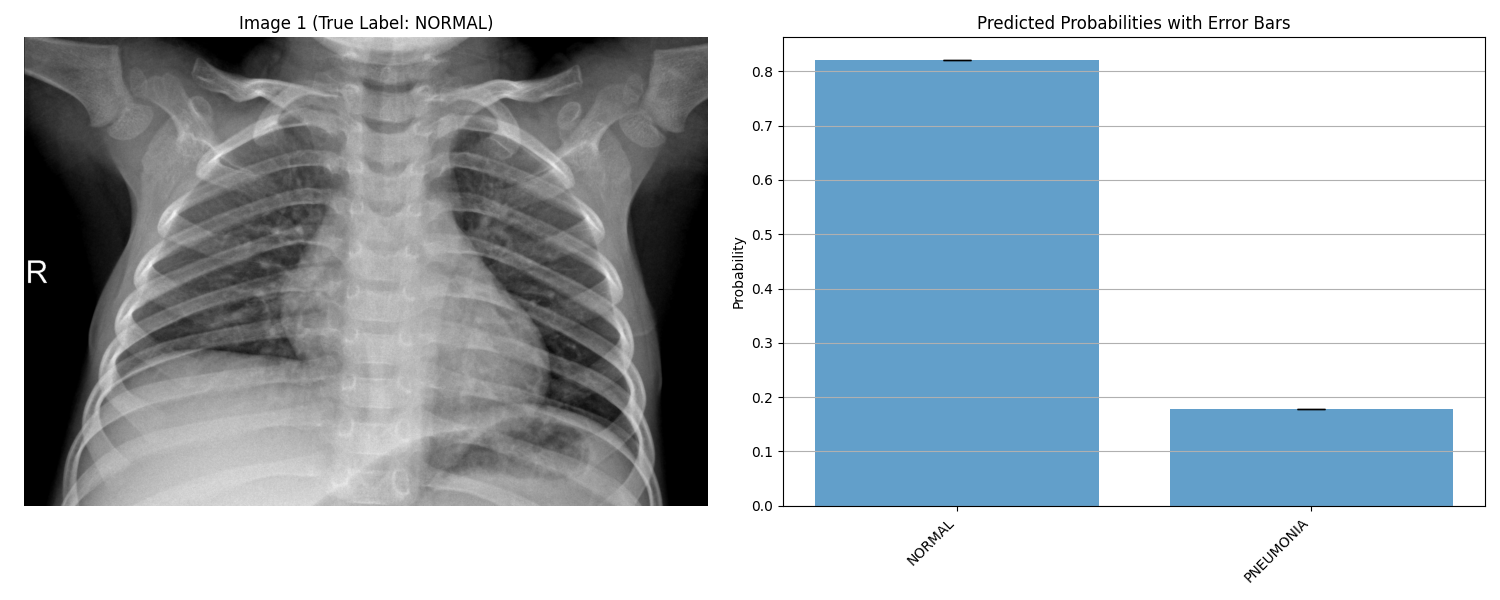 Image 1 (True Label: NORMAL)
R
Predicted Probabilities with Error Bars
Probability
0.8
0.7
0.6
0.5
0.4
0.3
0.2
0.1
0.0
NORMAL
PNEUMONIA